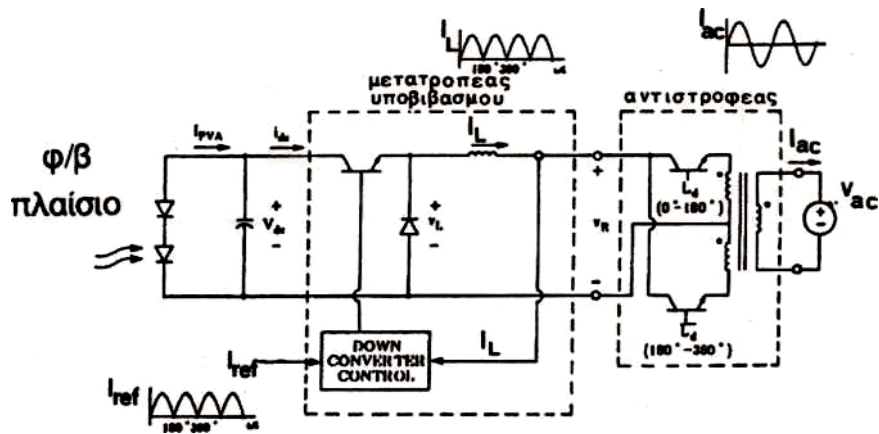 I_L
180° 360° ωt
I_ac
μετατροπεας
υποβιβασμου
αντιστροφεας
I_PVA
i_dc
I_L
I_ac
φ/β
πλαίσιο
+
V_dc
−
+
v_L
−
+
v_R
−
L_d
(0°-180°)
+
−
V_ac
L_d
(180°-360°)
DOWN
CONVERTER
CONTROL
I_ref
I_L
I_ref
180° 360° ωt